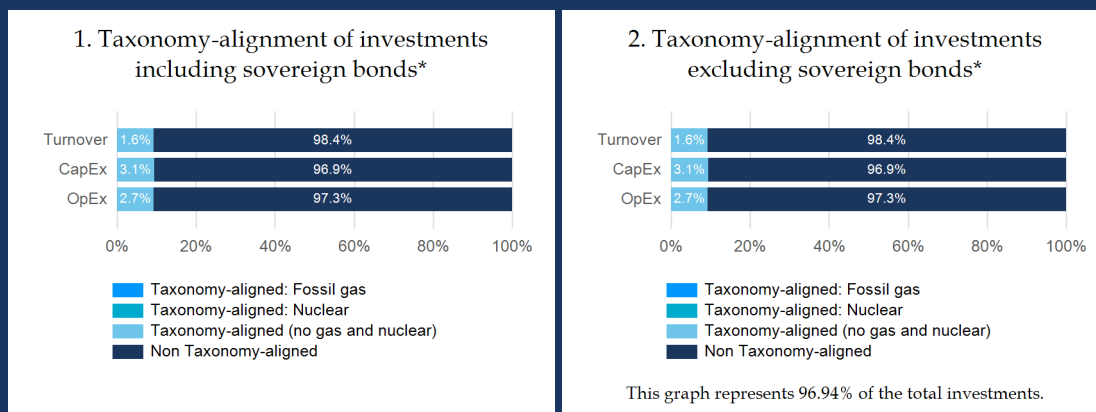 1. Taxonomy-alignment of investments
including sovereign bonds*
Turnover 1.6% 98.4%
CapEx 3.1% 96.9%
OpEx 2.7% 97.3%
0% 20% 40% 60% 80% 100%
Taxonomy-aligned: Fossil gas
Taxonomy-aligned: Nuclear
Taxonomy-aligned (no gas and nuclear)
Non Taxonomy-aligned
2. Taxonomy-alignment of investments
excluding sovereign bonds*
Turnover 1.6% 98.4%
CapEx 3.1% 96.9%
OpEx 2.7% 97.3%
0% 20% 40% 60% 80% 100%
Taxonomy-aligned: Fossil gas
Taxonomy-aligned: Nuclear
Taxonomy-aligned (no gas and nuclear)
Non Taxonomy-aligned
This graph represents 96.94% of the total investments.